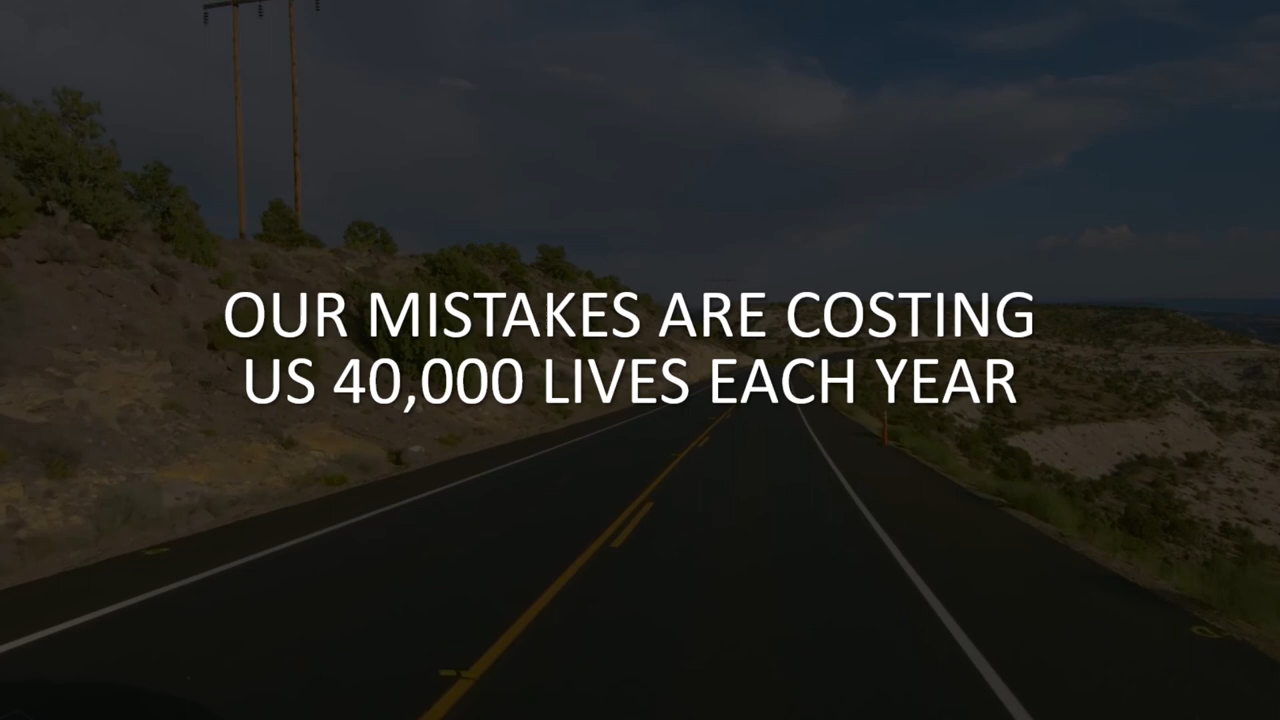 OUR MISTAKES ARE COSTING
US 40,000 LIVES EACH YEAR